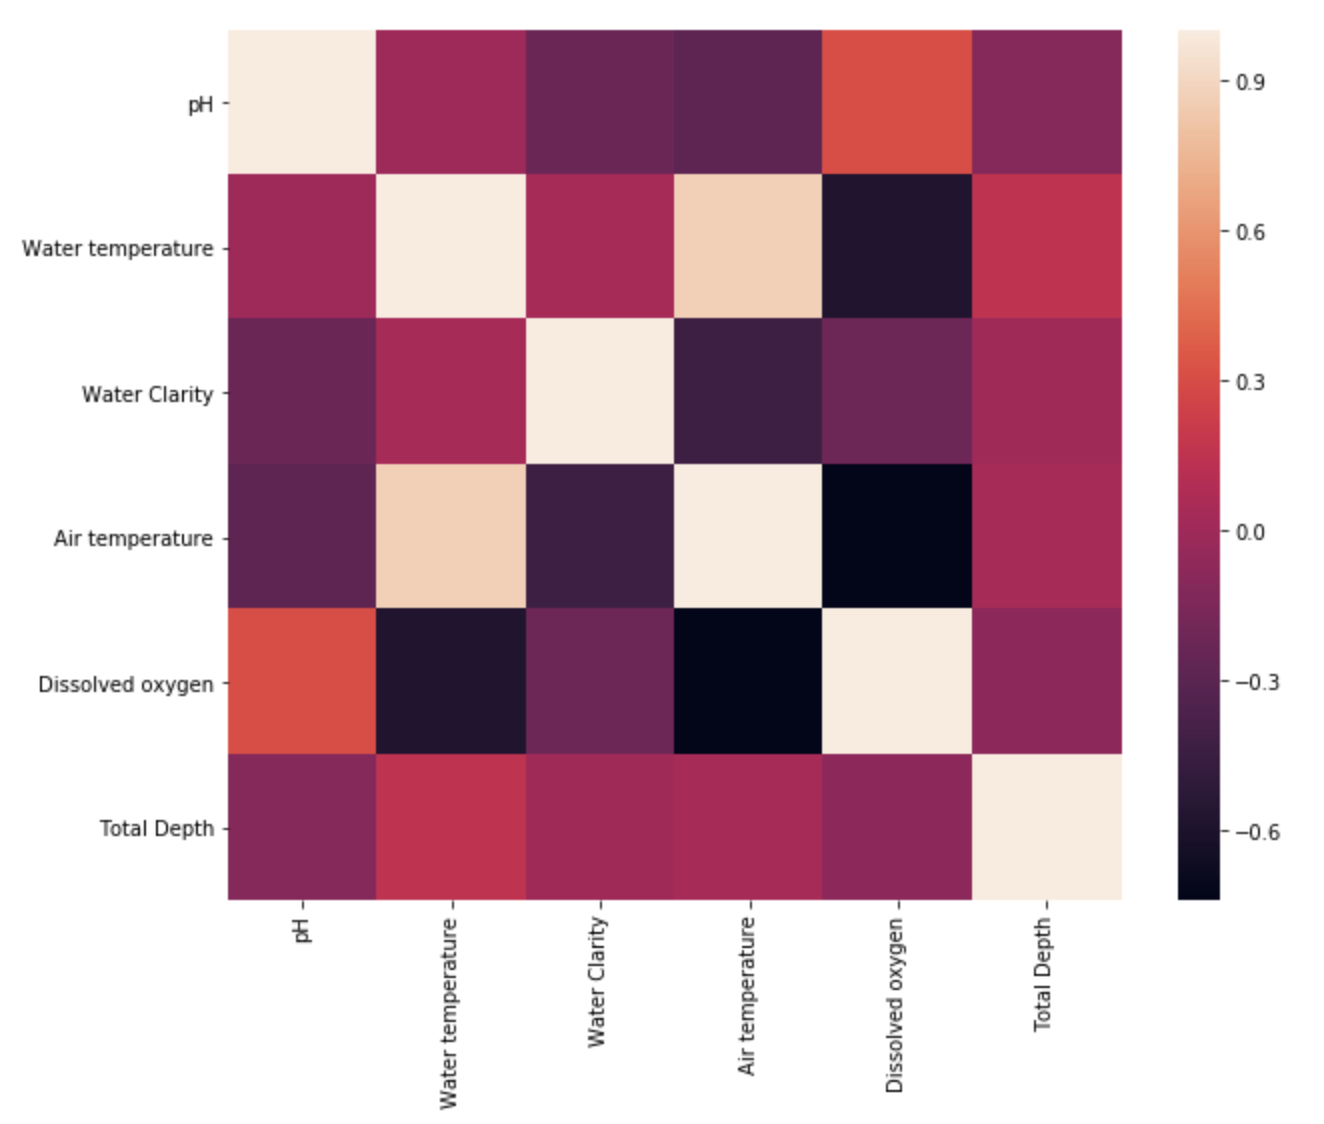 pH
Water temperature
Water Clarity
Air temperature
Dissolved oxygen
Total Depth
pH
Water temperature
Water Clarity
Air temperature
Dissolved oxygen
Total Depth
0.9
0.6
0.3
0.0
−0.3
−0.6